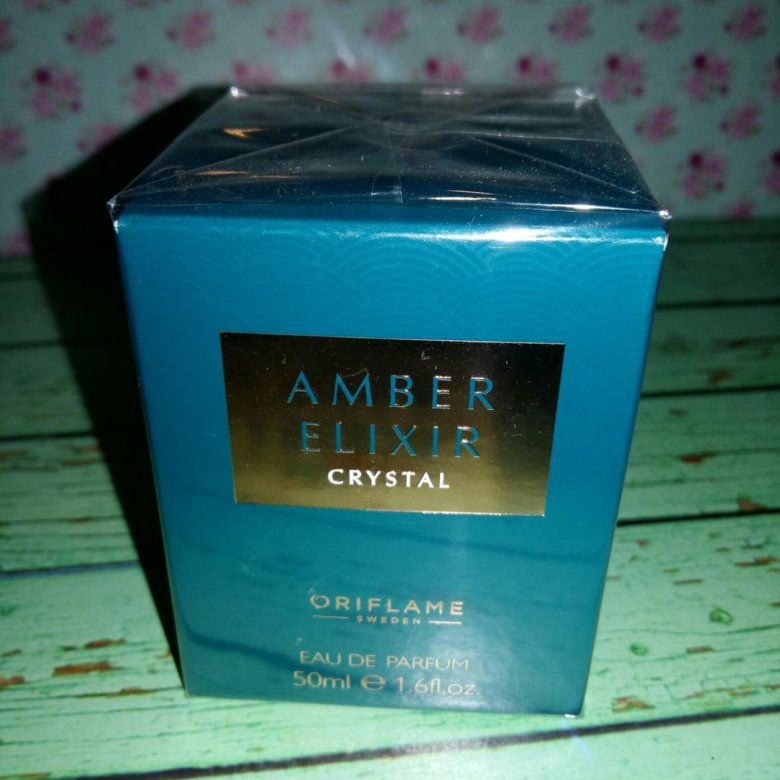 AMBER
ELIXIR
CRYSTAL
ORIFLAME
SWEDEN
EAU DE PARFUM
50ml ℮ 1.6fl.oz.